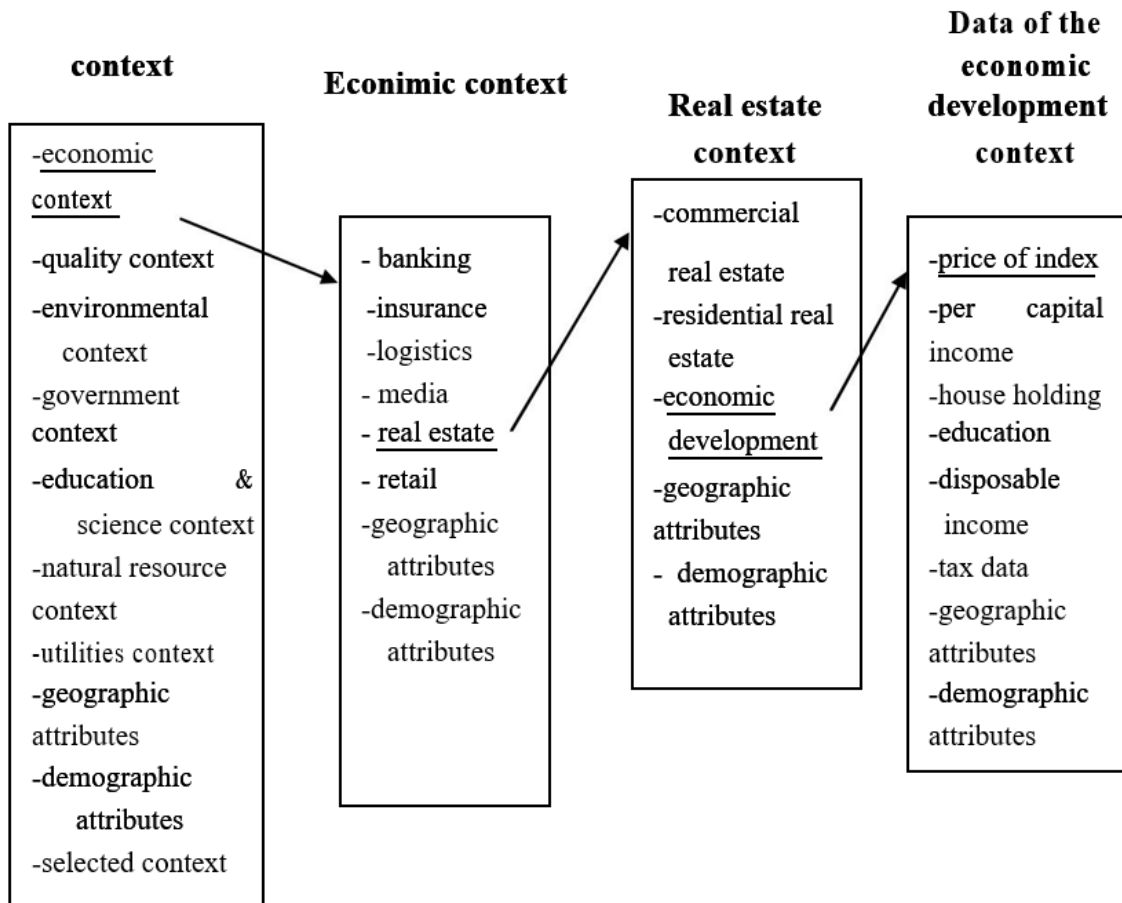 context
-economic
context
-quality context
-environmental
context
-government
context
-education &
science context
-natural resource
context
-utilities context
-geographic
attributes
-demographic
attributes
-selected context
Econimic context
- banking
-insurance
-logistics
- media
- real estate
- retail
-geographic
attributes
-demographic
attributes
Real estate
context
-commercial
real estate
-residential real
estate
-economic
development
-geographic
attributes
- demographic
attributes
Data of the
economic
development
context
-price of index
-per capital
income
-house holding
-education
-disposable
income
-tax data
-geographic
attributes
-demographic
attributes